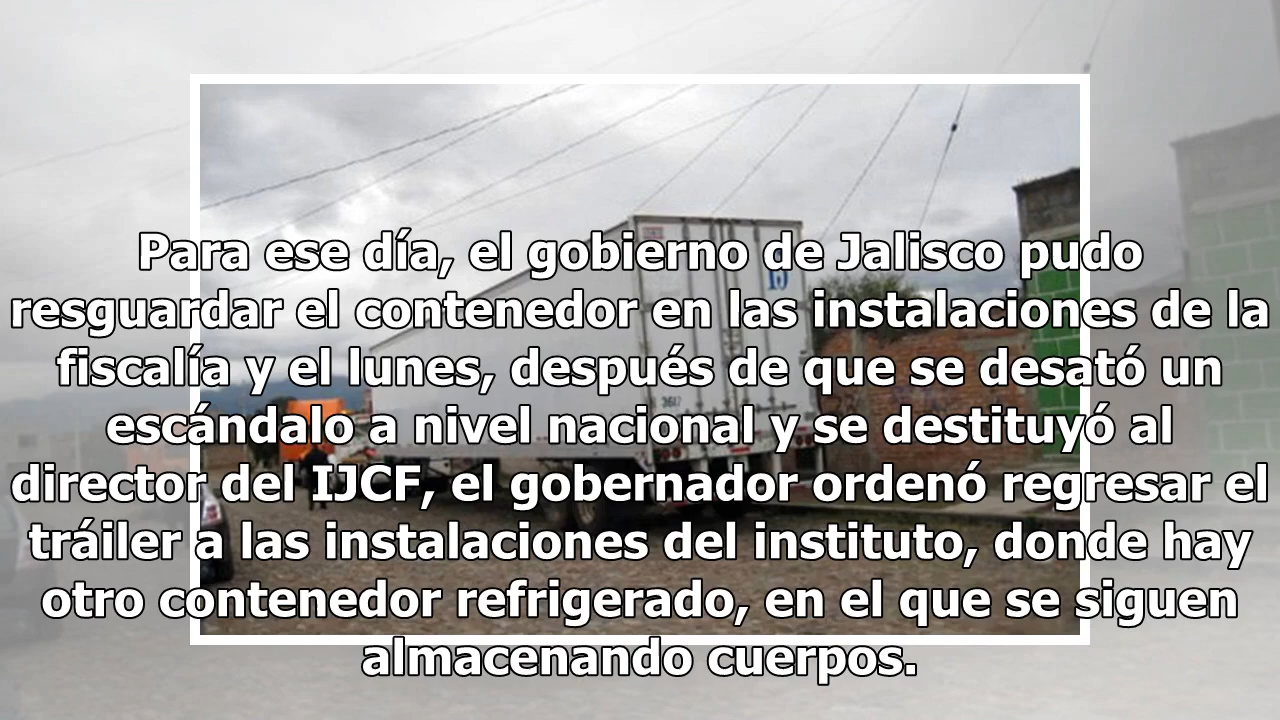 Para ese día, el gobierno de Jalisco pudo
resguardar el contenedor en las instalaciones de la
fiscalía y el lunes, después de que se desató un
escándalo a nivel nacional y se destituyó al
director del IJCF, el gobernador ordenó regresar el
tráiler a las instalaciones del instituto, donde hay
otro contenedor refrigerado, en el que se siguen
almacenando cuerpos.
3617